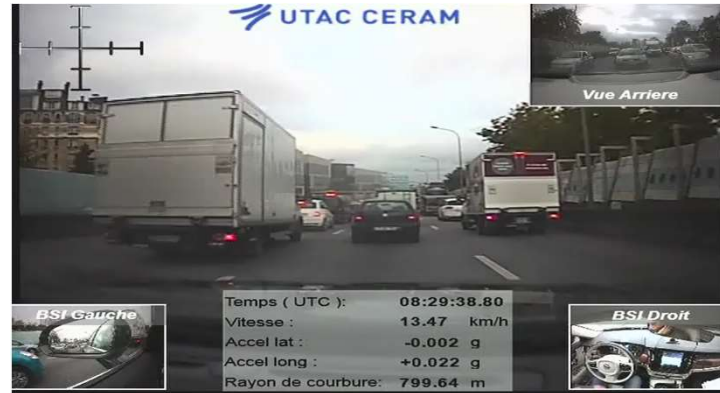 UTAC CERAM
Vue Arriere
BSI Gauche
BSI Droit
Temps ( UTC ): 08:29:38.80
Vitesse : 13.47 km/h
Accel lat : -0.002 g
Accel long : +0.022 g
Rayon de courbure: 799.64 m